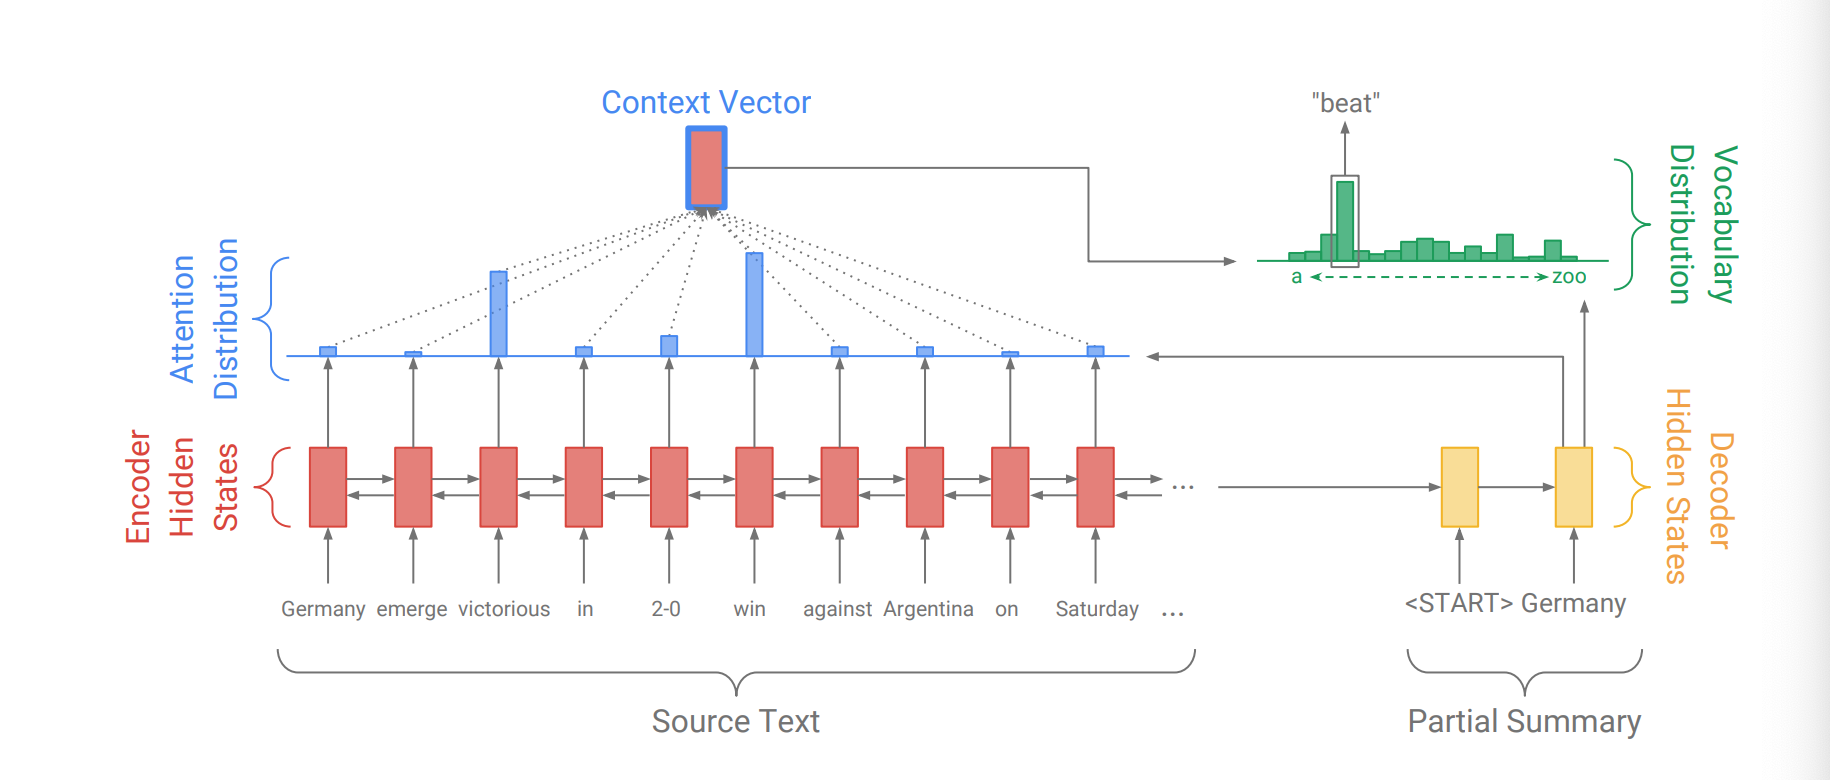 Context Vector
"beat"
a
zoo
Vocabulary
Distribution
Attention
Distribution
Encoder
Hidden
States
Decoder
Hidden States
...
Germany emerge victorious in 2-0 win against Argentina on Saturday ...
<START> Germany
Source Text
Partial Summary